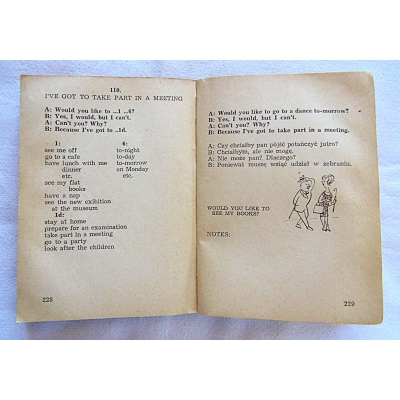 110.
I'VE GOT TO TAKE PART IN A MEETING
A: Would you like to ...1 ...4?
B: Yes, I would, but I can't.
A: Can't you? Why?
B: Because I've got to ..1d.
1: 4:
see me off to-night
go to a cafe to-day
have lunch with me to-morrow
dinner on Monday
etc. etc.
see my flat
books
have a nap
see the new exibition
at the museum
1d:
stay at home
prepare for an examination
take part in a meeting
go to a party
look after the children
228
A: Would you like to go to a dance to-morrow?
B: Yes, I would, but I can't.
A: Can't you? Why?
B: Because I've got to take part in meeting.
A: Czy chciałby pan pójść potańczyć jutro?
B: Chciałbym, ale nie mogę.
A: Nie może pan? Dlaczego?
B: Ponieważ muszę wziąć udział w zebraniu.
WOULD YOU LIKE TO
SEE MY BOOKS?
NOTES:
229